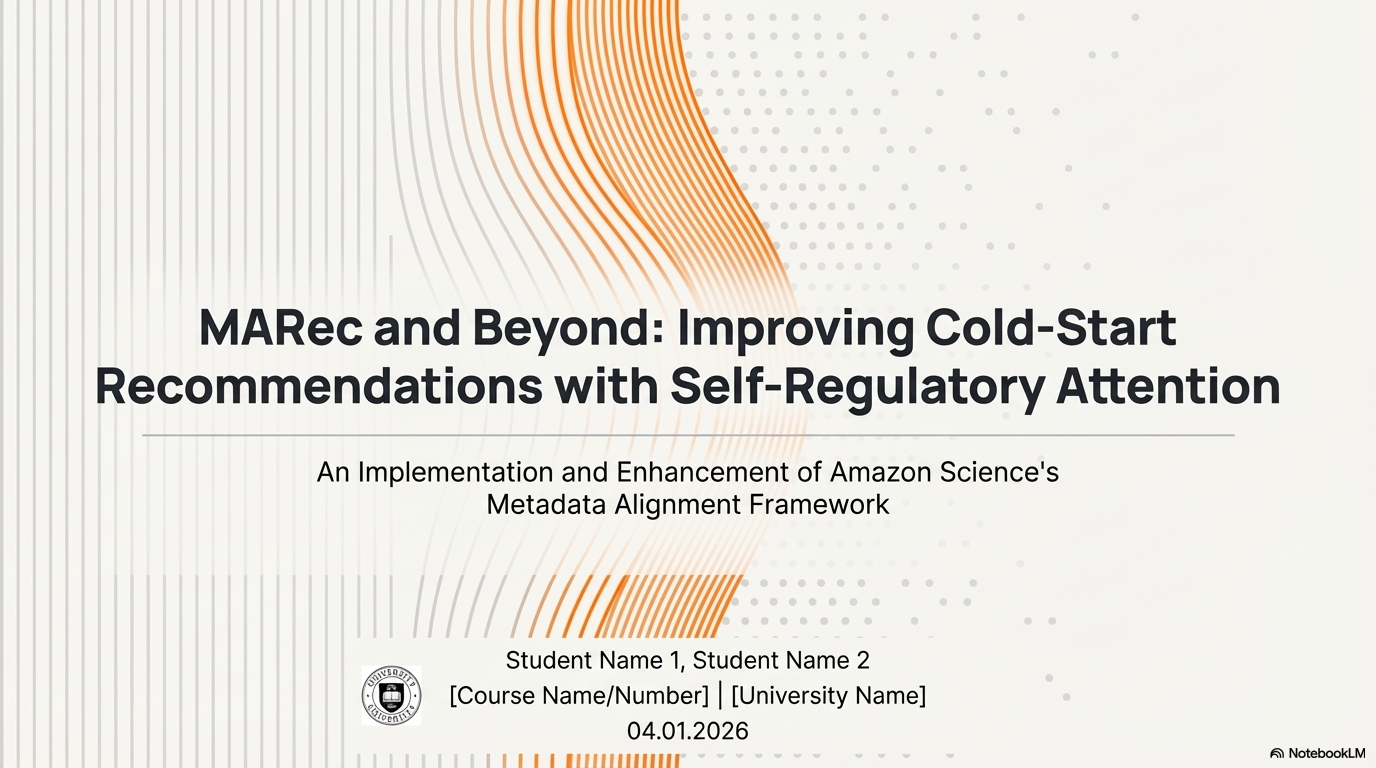 MARec and Beyond: Improving Cold-Start
Recommendations with Self-Regulatory Attention
An Implementation and Enhancement of Amazon Science's
Metadata Alignment Framework
Student Name 1, Student Name 2
[Course Name/Number] | [University Name]
04.01.2026
UNIVERSITY
NotebookLM